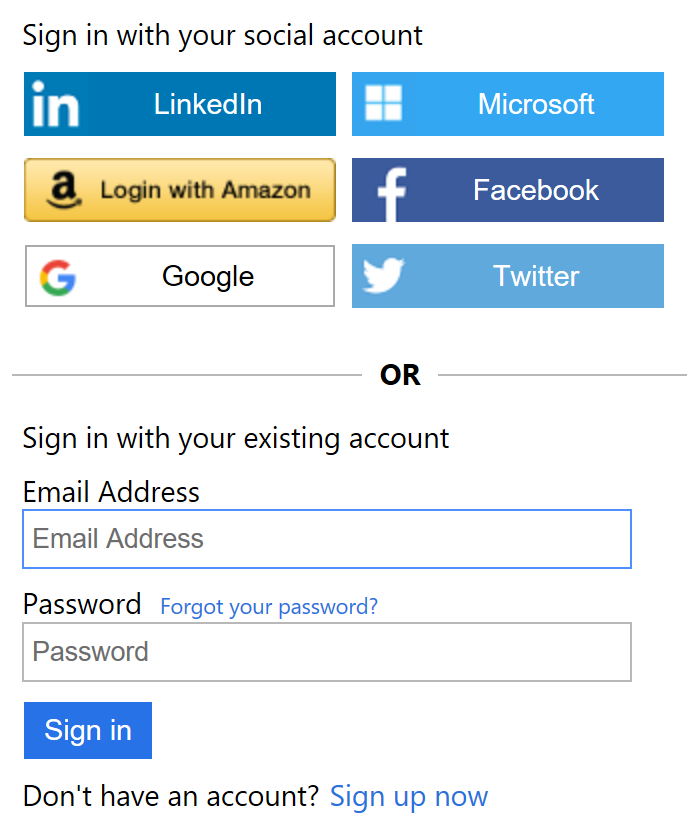 Sign in with your social account
in LinkedIn
Microsoft
a Login with Amazon
f Facebook
G Google
Twitter
OR
Sign in with your existing account
Email Address
Email Address
Password Forgot your password?
Password
Sign in
Don't have an account? Sign up now